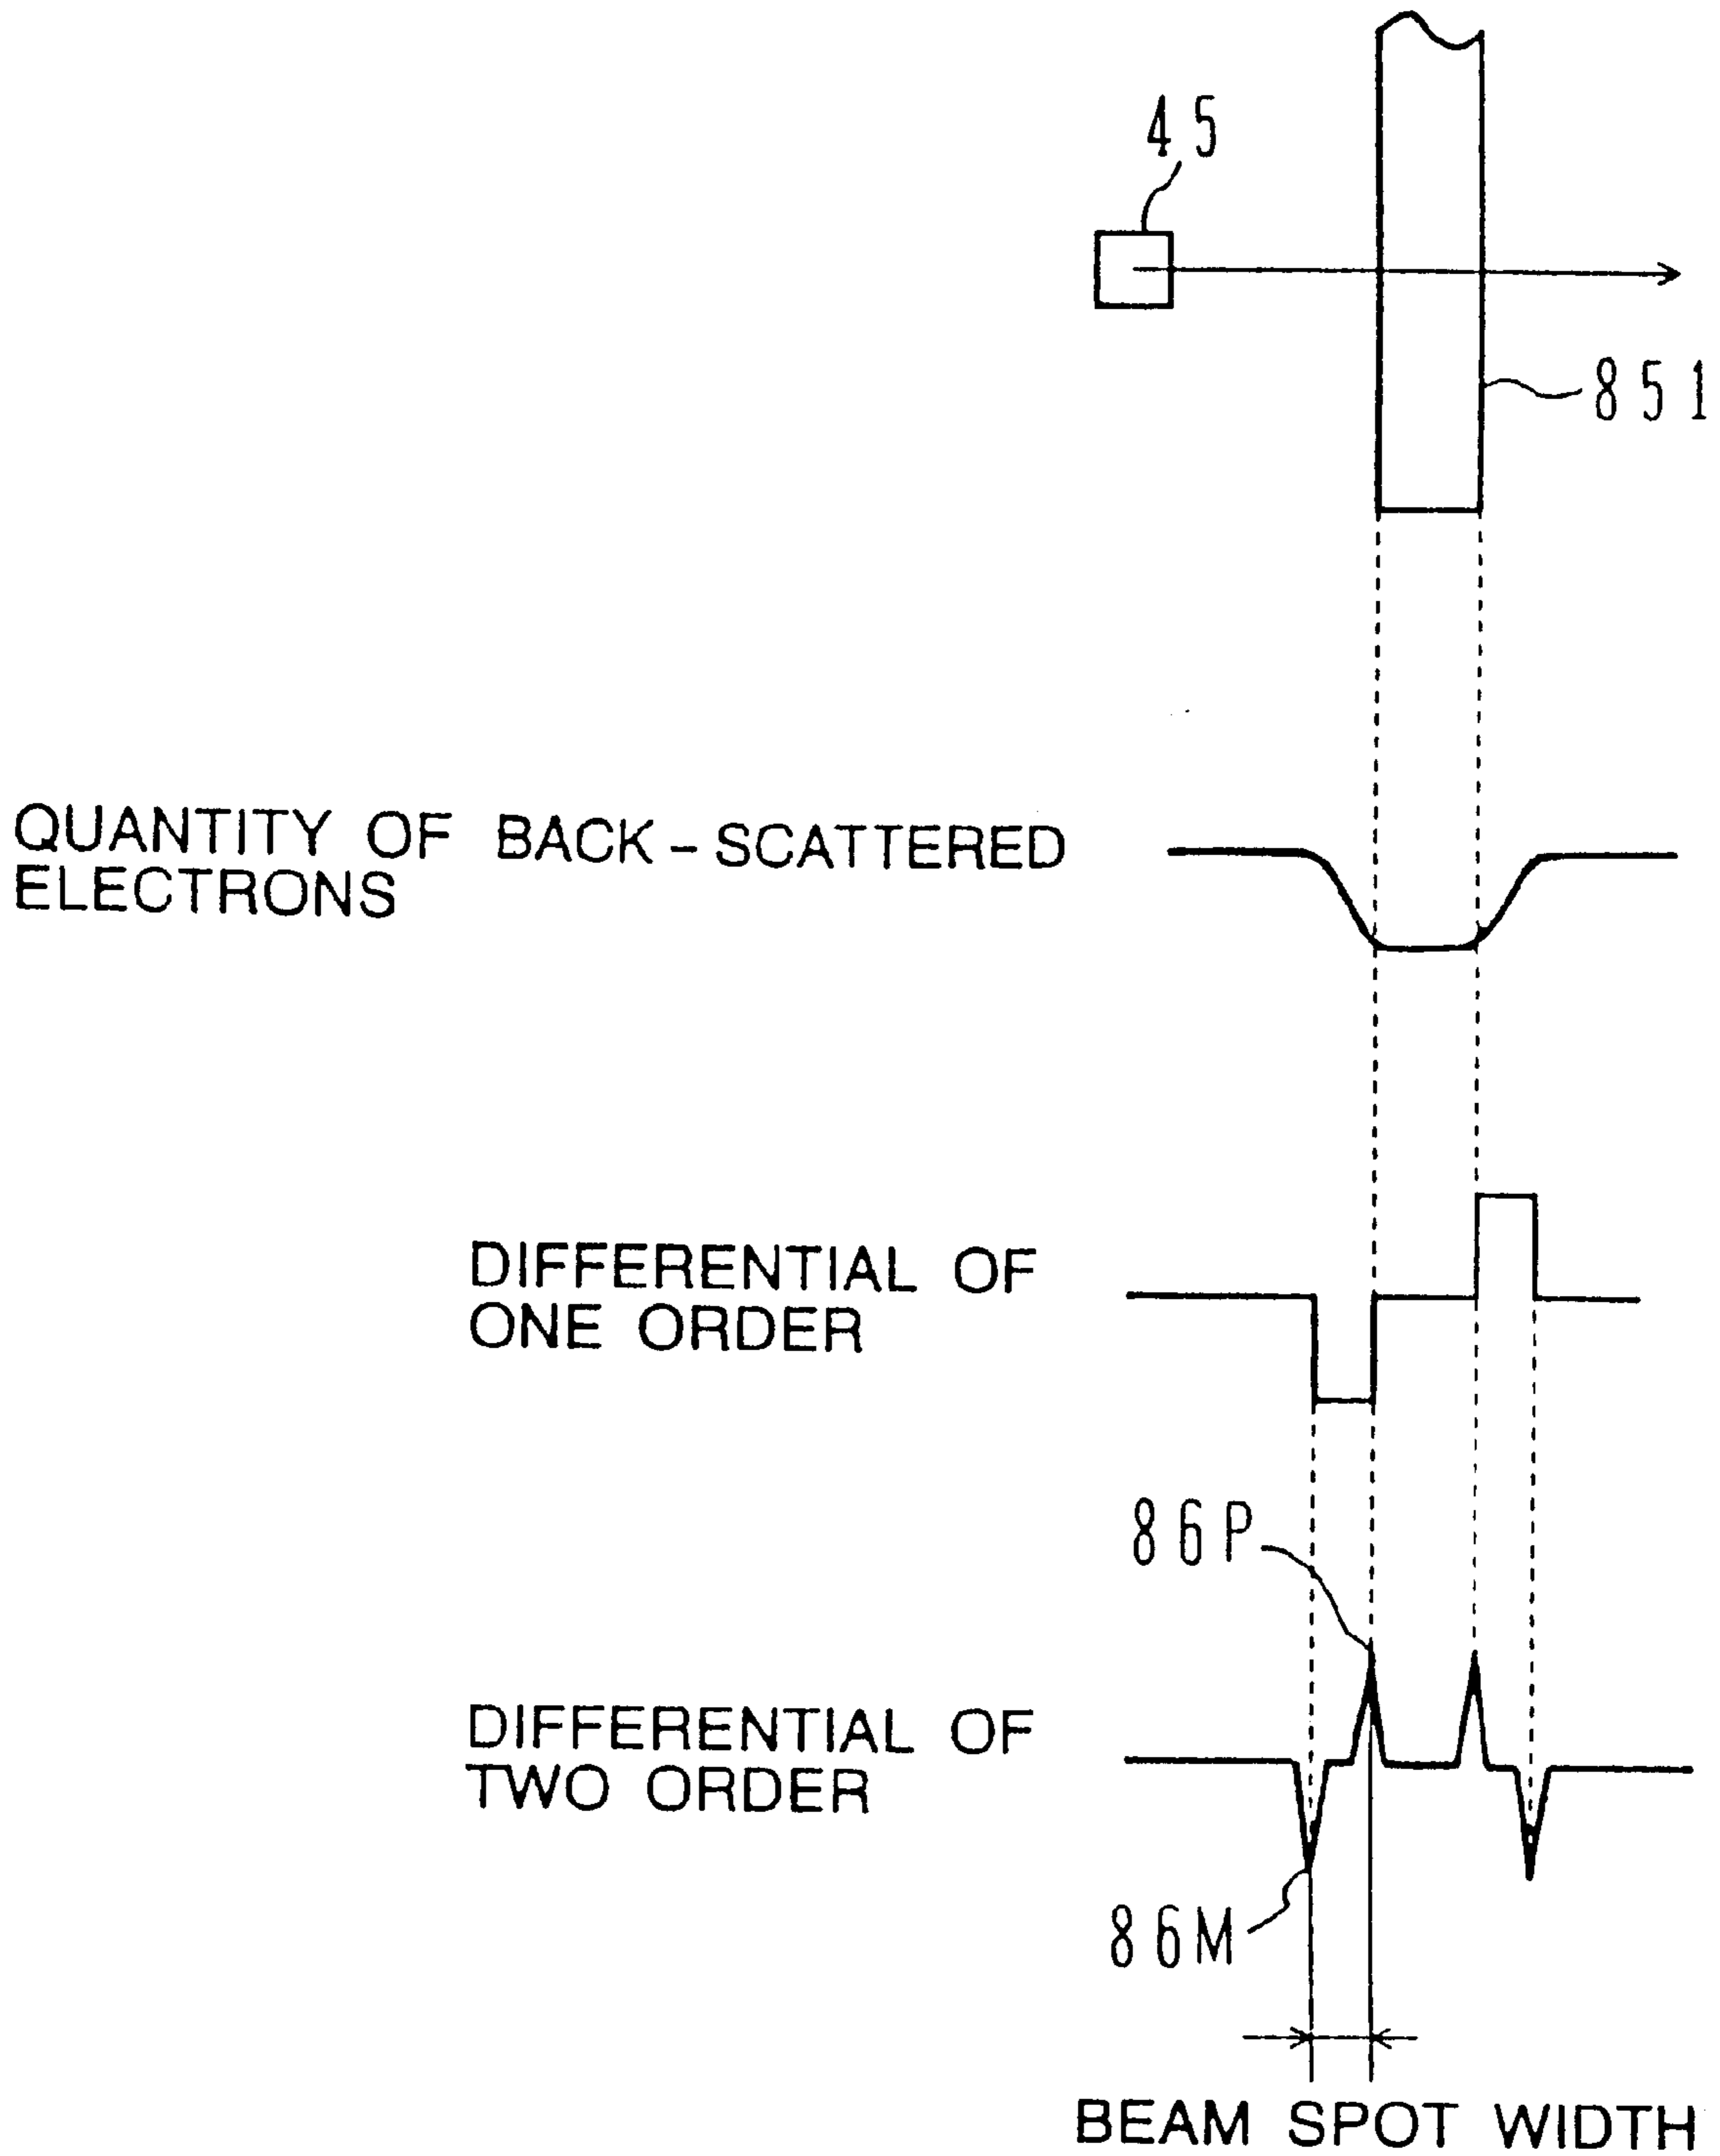 45
851
QUANTITY OF BACK-SCATTERED
ELECTRONS
DIFFERENTIAL OF
ONE ORDER
86P
DIFFERENTIAL OF
TWO ORDER
86M
BEAM SPOT WIDTH